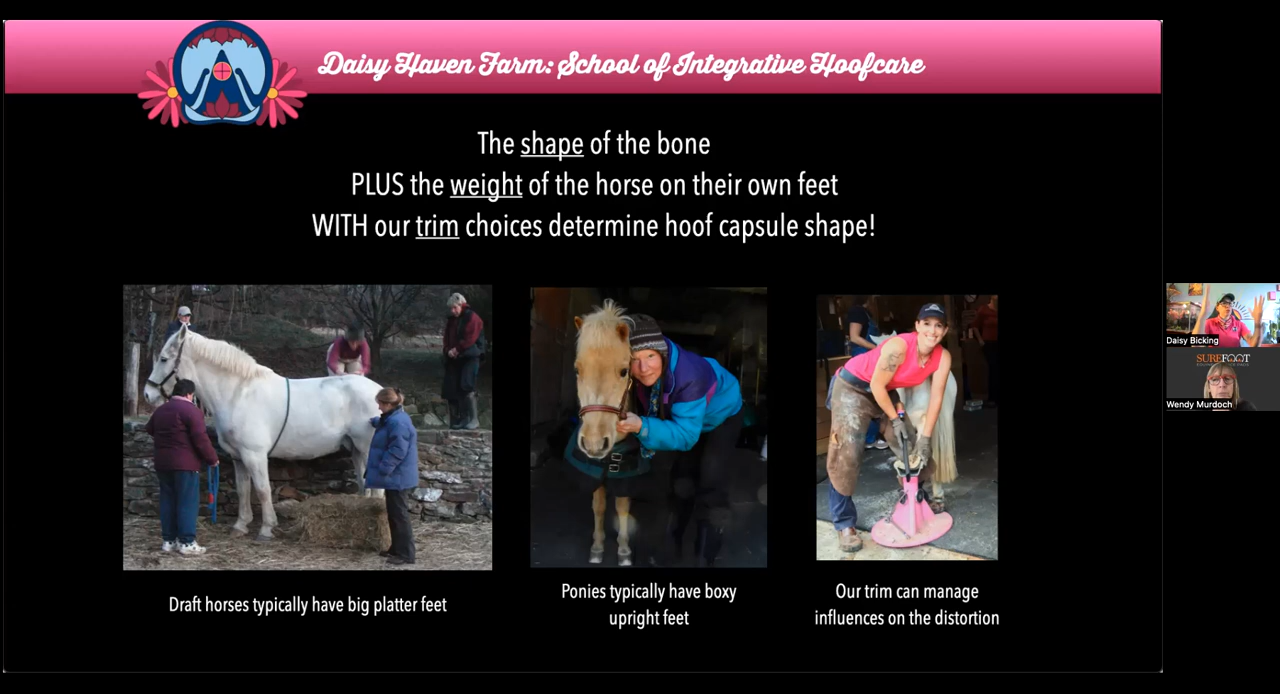 Daisy Haven Farm: School of Integrative Hoofcare
The shape of the bone
PLUS the weight of the horse on their own feet
WITH our trim choices determine hoof capsule shape!
Draft horses typically have big platter feet
Ponies typically have boxy
upright feet
Our trim can manage
influences on the distortion
Daisy Bicking
SUREFOOT
Wendy Murdoch